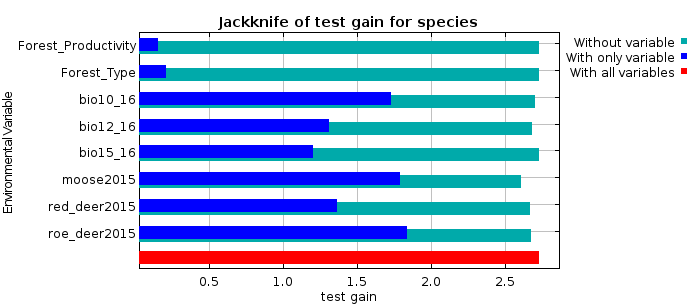 Jackknife of test gain for species
Without variable
With only variable
With all variables
Environmental Variable
Forest_Productivity
Forest_Type
bio10_16
bio12_16
bio15_16
moose2015
red_deer2015
roe_deer2015
0.5 1.0 1.5 2.0 2.5
test gain